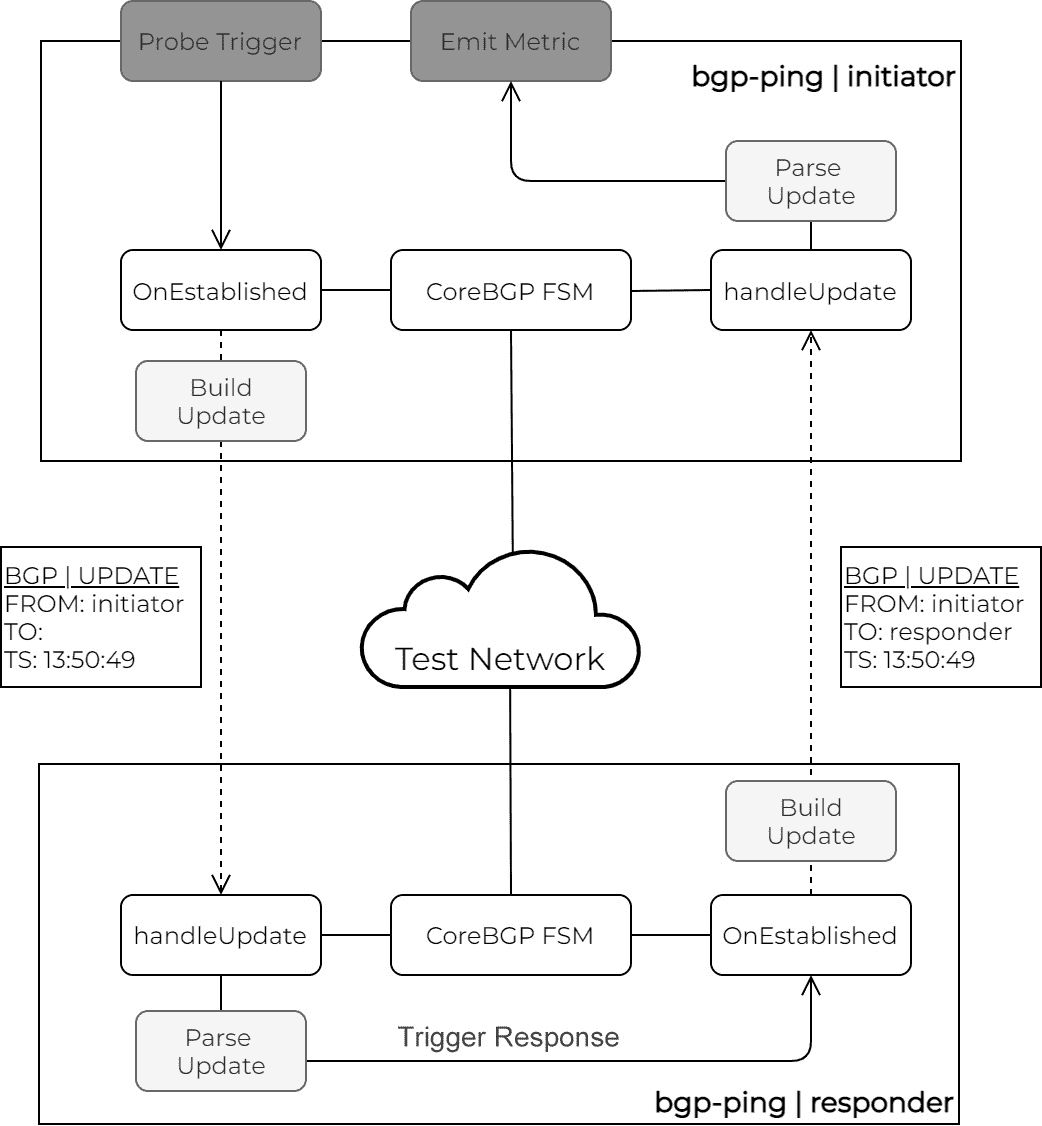 Probe Trigger
Emit Metric
bgp-ping | initiator
Parse
Update
OnEstablished
CoreBGP FSM
handleUpdate
Build
Update
BGP | UPDATE
FROM: initiator
TO:
TS: 13:50:49
Test Network
BGP | UPDATE
FROM: initiator
TO: responder
TS: 13:50:49
Build
Update
handleUpdate
CoreBGP FSM
OnEstablished
Parse
Update
Trigger Response
bgp-ping | responder